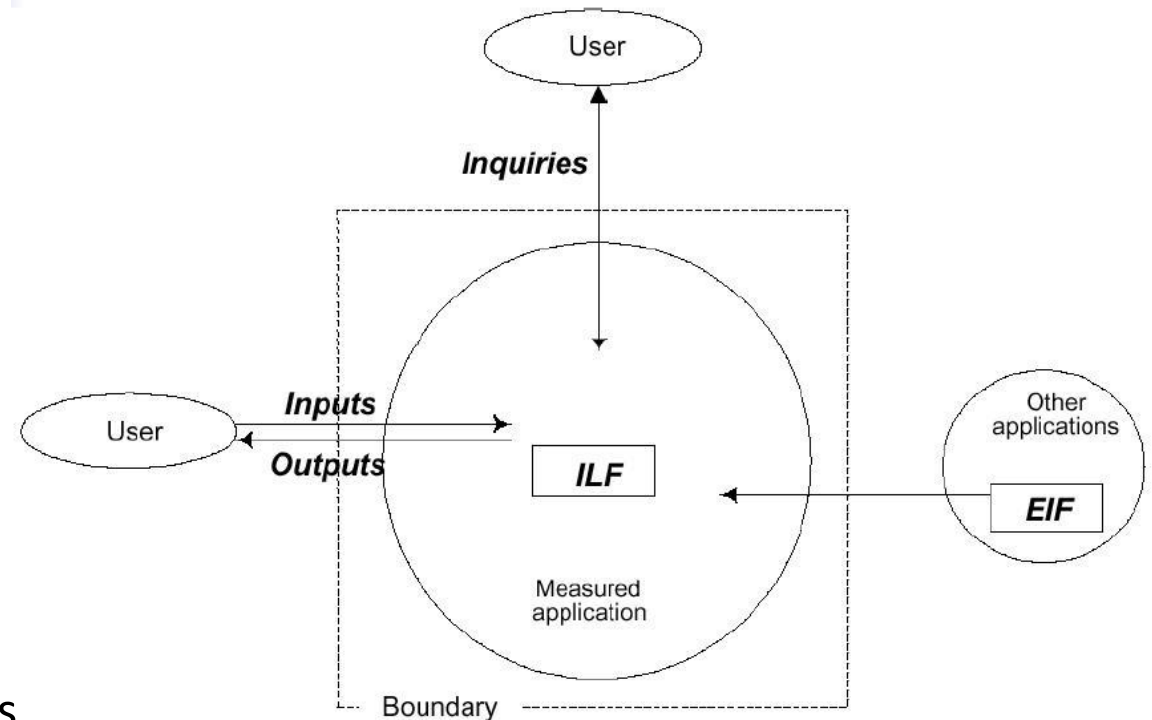 User
Inquiries
Inputs
User
Outputs
ILF
Other
applications
EIF
Measured
application
Boundary
s